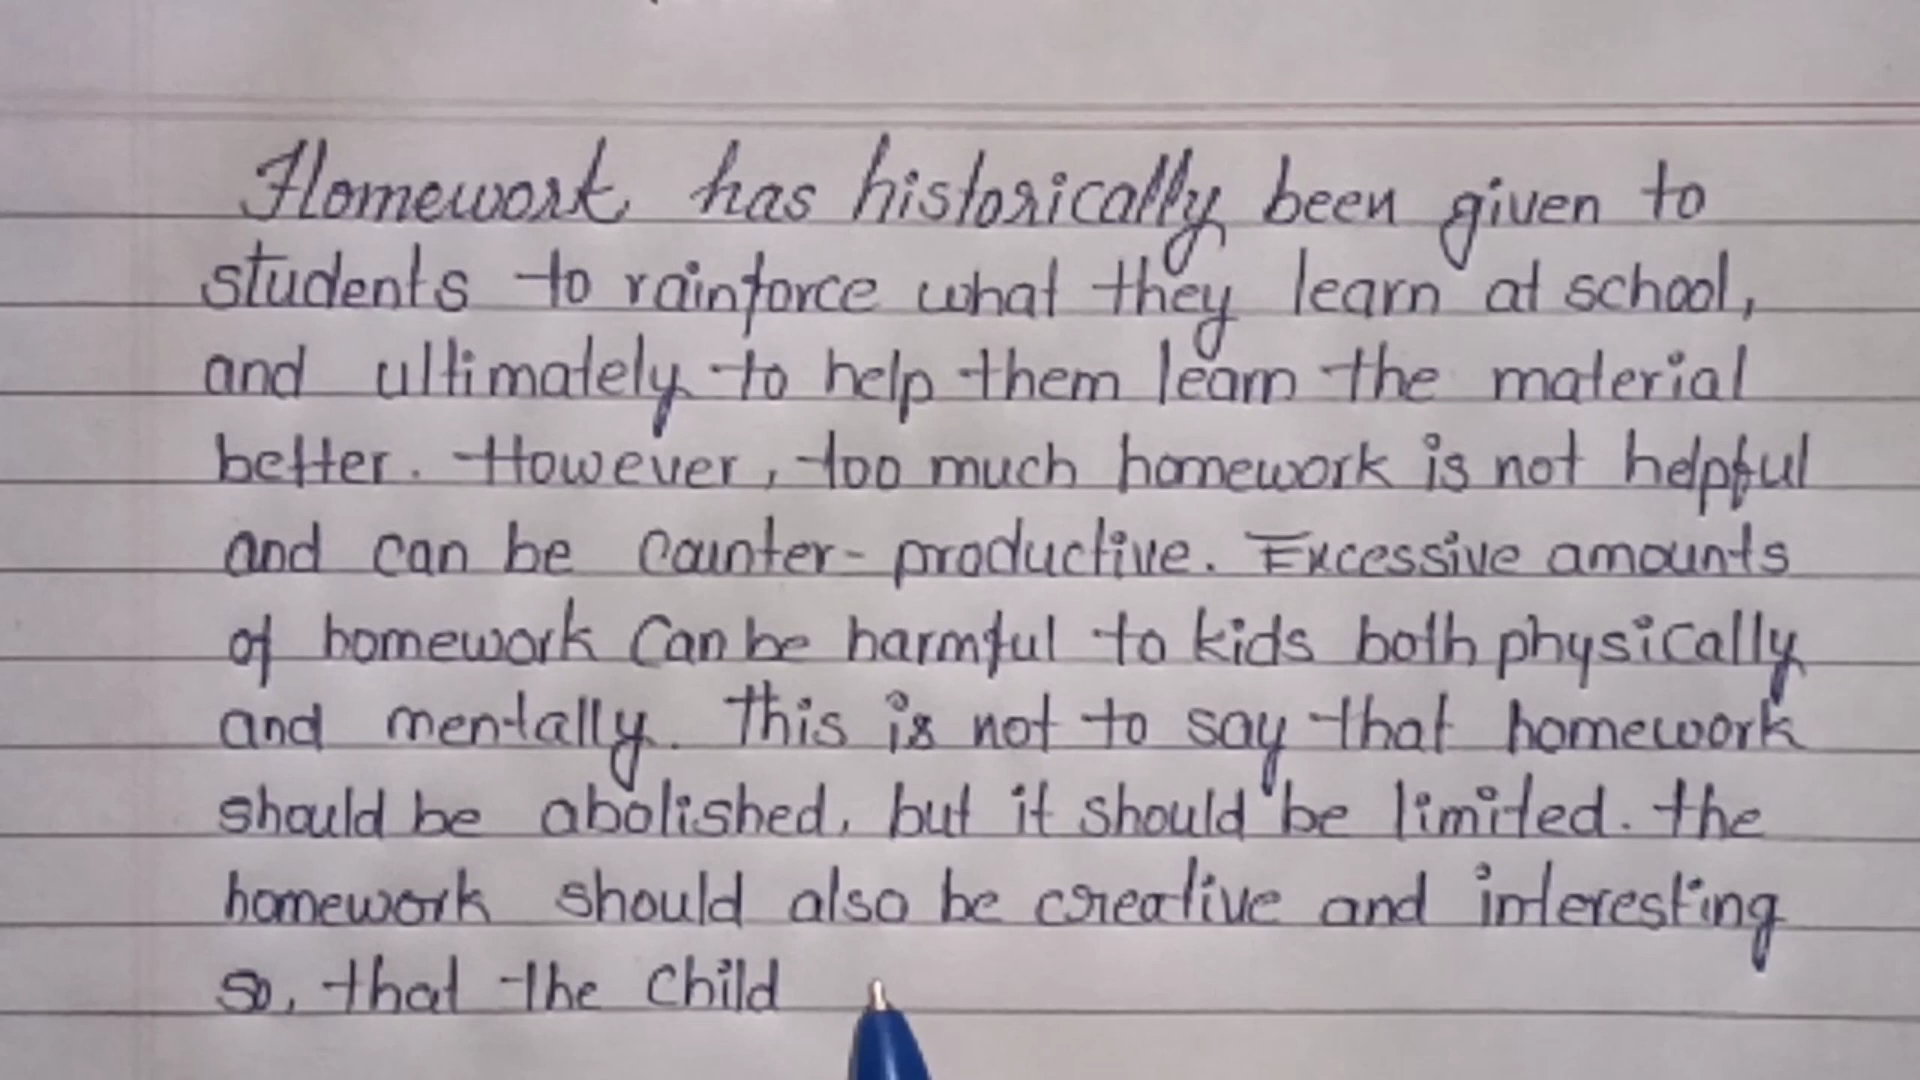 Homework has historically been given to
students to rainforce what they learn at school,
and ultimately to help them learn the material
better. However, too much homework is not helpful
and can be counter-productive. Excessive amounts
of homework can be harmful to kids both physically
and mentally. This is not to say that homework
should be abolished, but it should be limited. the
homework should also be creative and interesting
so, that the child